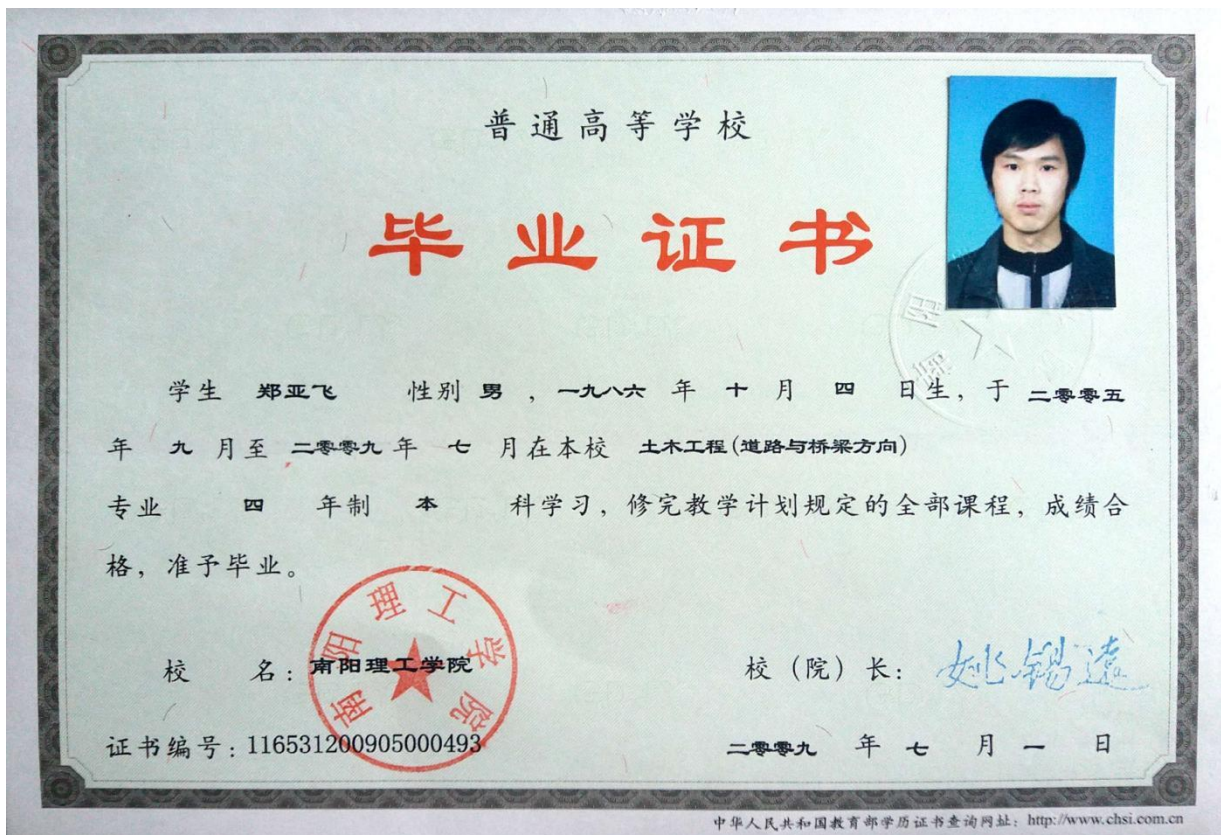 普通高等学校
毕业证书
学生 郑亚飞 性别 男 ，一九八六 年 十 月 四 日生，于 二零零五
年 九 月至 二零零九 年 七 月在本校 土木工程(道路与桥梁方向)
专业 四 年制 本 科学习，修完教学计划规定的全部课程，成绩合
格，准予毕业。
南阳理工学院
校 名：南阳理工学院 校（院）长：姚锡远
证书编号：116531200905000493 二零零九 年 七 月 一 日
中华人民共和国教育部学历证书查询网址：http://www.chsi.com.cn